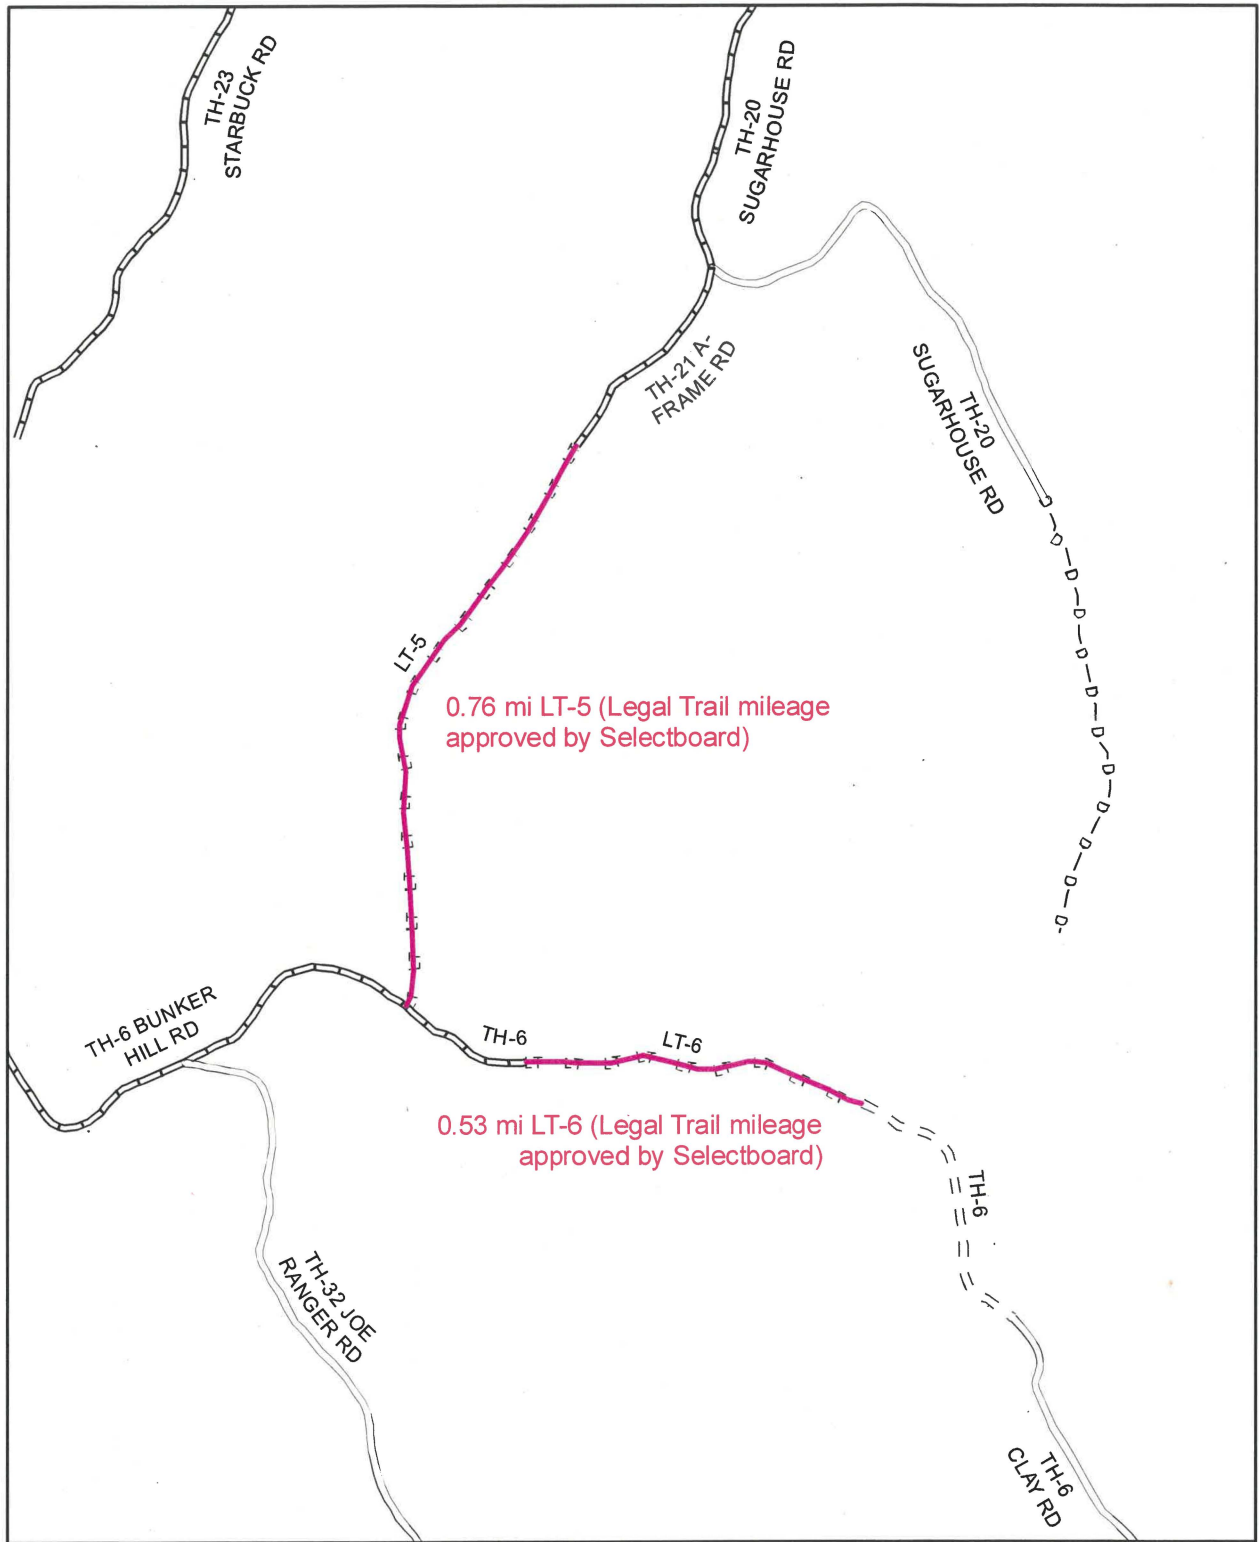 TH-23
STARBUCK RD
TH-20
SUGARHOUSE RD
TH-21 A-
FRAME RD
TH-20
SUGARHOUSE RD
LT-5
0.76 mi LT-5 (Legal Trail mileage
approved by Selectboard)
TH-6 BUNKER
HILL RD
TH-6
LT-6
0.53 mi LT-6 (Legal Trail mileage
approved by Selectboard)
TH-6
TH-32 JOE
RANGER RD
TH-6
CLAY RD